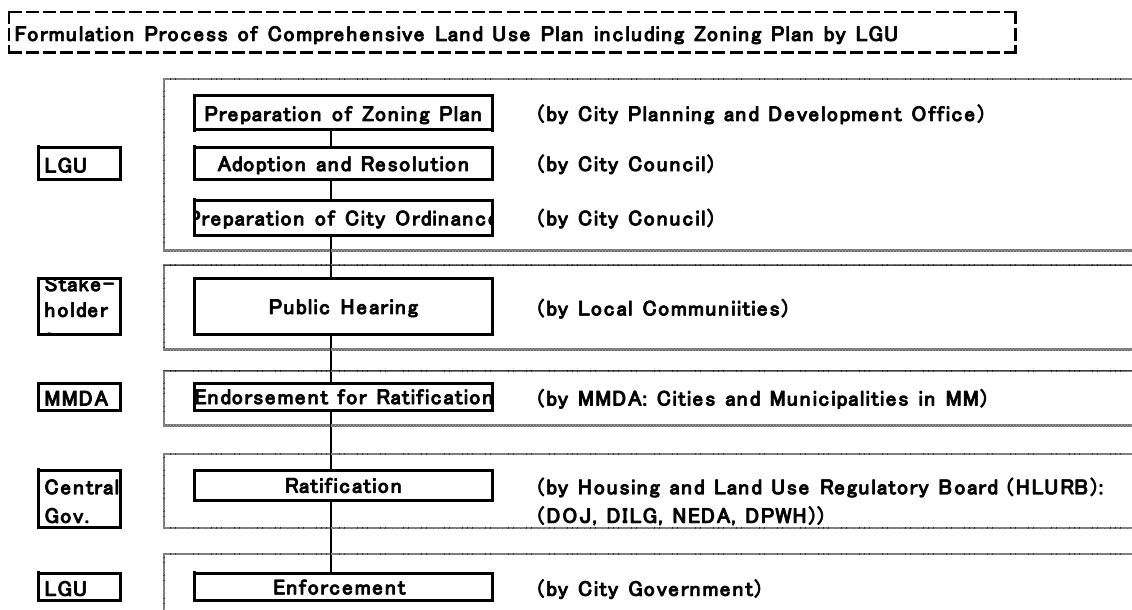 Formulation Process of Comprehensive Land Use Plan including Zoning Plan by LGU
Preparation of Zoning Plan (by City Planning and Development Office)
LGU Adoption and Resolution (by City Council)
Preparation of City Ordinance (by City Conucil)
Stake-
holder Public Hearing (by Local Communiities)
MMDA Endorsement for Ratification (by MMDA: Cities and Municipalities in MM)
Central Ratification (by Housing and Land Use Regulatory Board (HLURB):
Gov. (DOJ, DILG, NEDA, DPWH))
LGU Enforcement (by City Government)